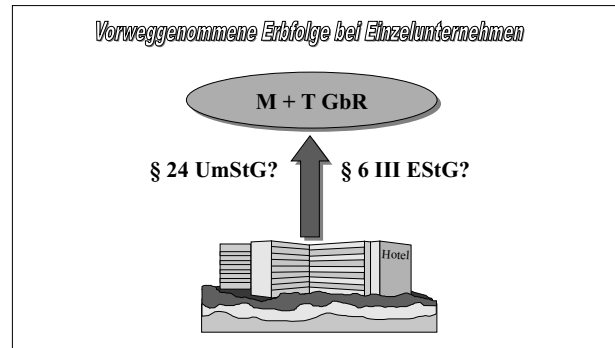 Vorweggenommene Erbfolge bei Einzelunternehmen
M + T GbR
§ 24 UmStG? § 6 III EStG?
Hotel